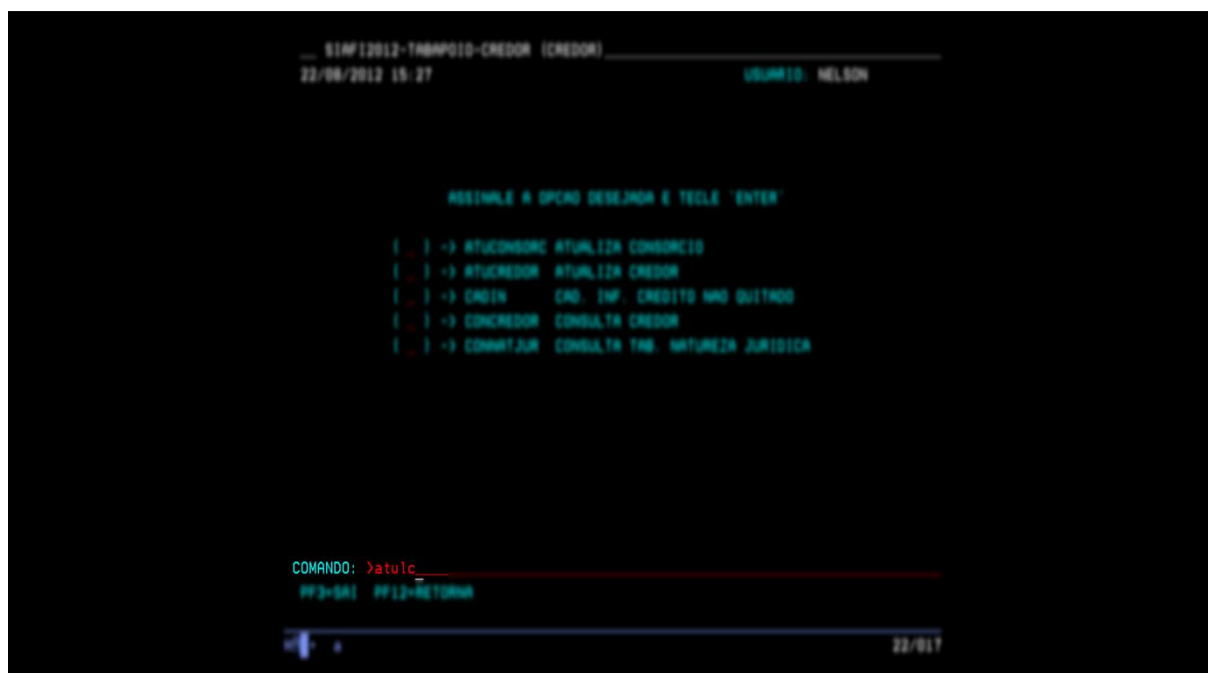 __ SIAFI2012-TABAPOIO-CREDOR (CREDOR)
22/08/2012 15:27 USUARIO: NELSON
ASSINALE A OPCAO DESEJADA E TECLE 'ENTER'
( _ ) -> ATUCONSORC ATUALIZA CONSORCIO
( _ ) -> ATUCREDOR ATUALIZA CREDOR
( _ ) -> CADIN CAD. INF. CREDITO NAO QUITADO
( _ ) -> CONCREDOR CONSULTA CREDOR
( _ ) -> CONNATJUR CONSULTA TAB. NATUREZA JURIDICA
COMANDO: >atulc____
PF3=SAI PF12=RETORNA
22/017